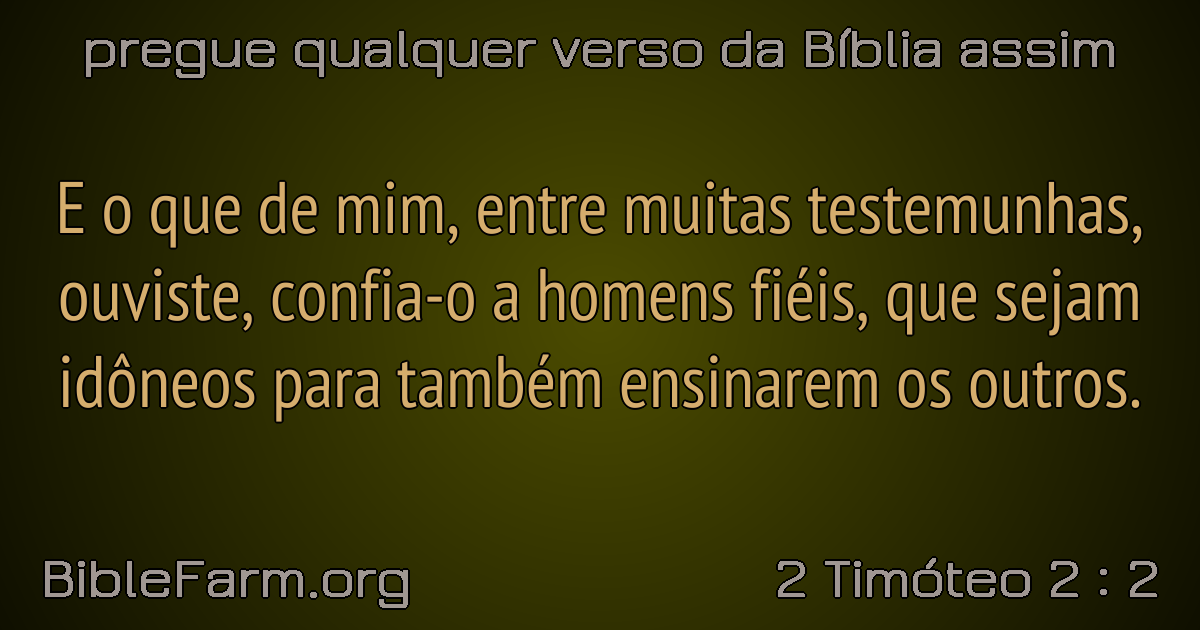 pregue qualquer verso da Bíblia assim
E o que de mim, entre muitas testemunhas,
ouviste, confia-o a homens fiéis, que sejam
idôneos para também ensinarem os outros.
BibleFarm.org
2 Timóteo 2 : 2